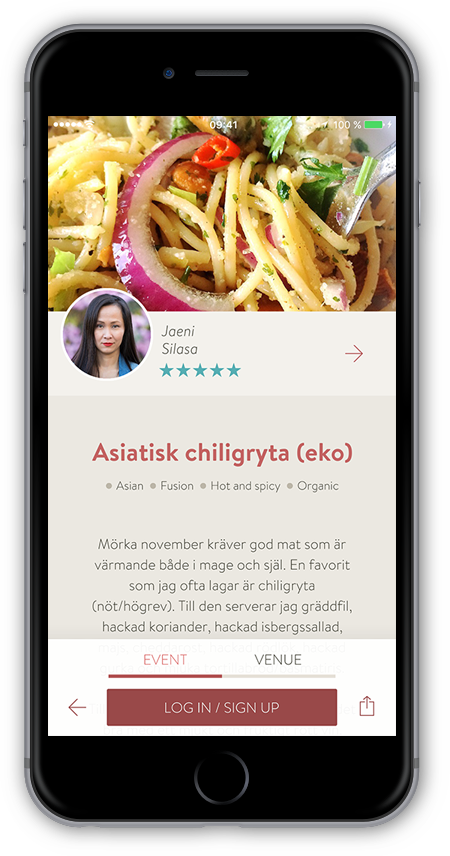 09:41 100 %
Jaeni
Silasa
Asiatisk chiligryta (eko)
Asian Fusion Hot and spicy Organic
Mörka november kräver god mat som är
värmande både i mage och själ. En favorit
som jag ofta lagar är chiligryta
(nöt/högrev). Till den serverar jag gräddfil,
hackad koriander, hackad isbergssallad,
EVENT VENUE
LOG IN / SIGN UP